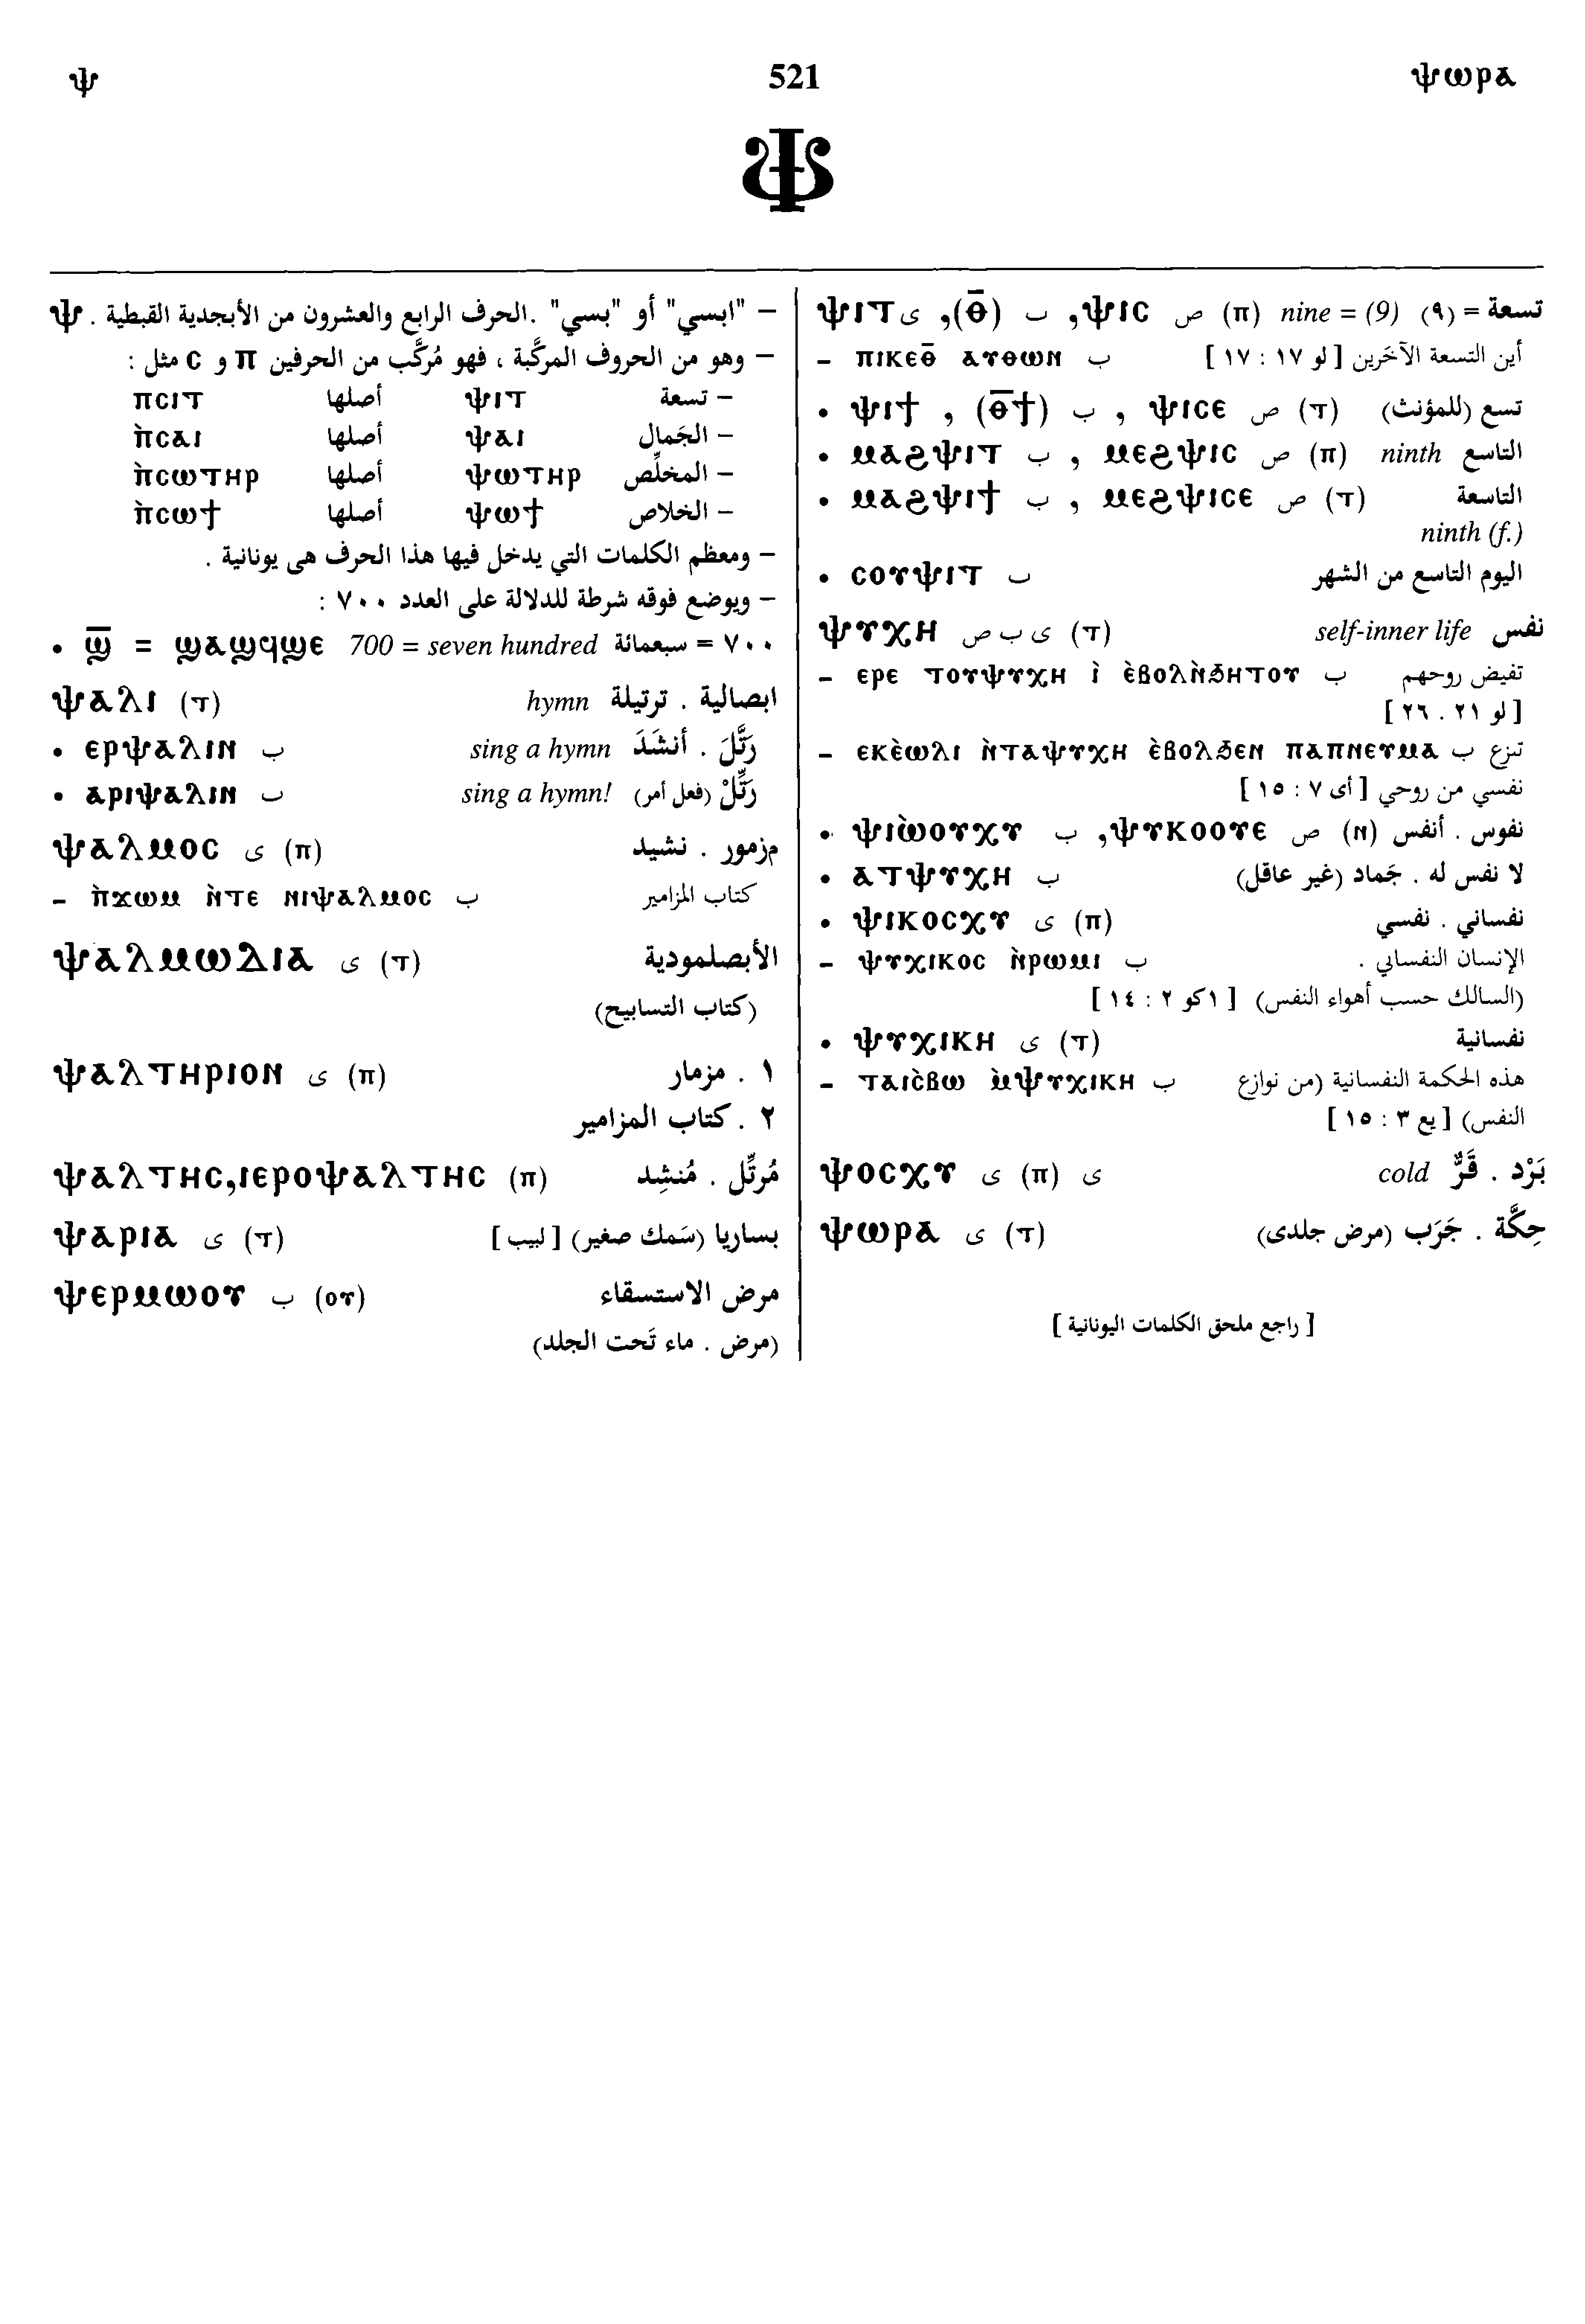 ⲯ 521 ⲯⲱⲣⲁ
Ⲯ
ⲯ – "ابسي" أو "بسي" .الحرف الرابع والعشرون من الأبجدية القبطية .
– وهو من الحروف المركَّبة ، فهو مُركَّب من الحرفين ⲡ و ⲥ مثل :
– تسعة ⲯⲓⲧ أصلها ⲡⲥⲓⲧ
– الجَمال ⲯⲁⲓ أصلها ⲡ̀ⲥⲁⲓ
– المخلِّص ⲯⲱⲧⲏⲣ أصلها ⲡ̀ⲥⲱⲧⲏⲣ
– الخلاص ⲯⲱϯ أصلها ⲡ̀ⲥⲱϯ
– ومعظم الكلمات التي يدخل فيها هذا الحرف هى يونانية .
– ويوضع فوقه شرطة للدلالة على العدد ٧٠٠ :
• ϣ̅ = ϣⲁϣϥϣⲉ 700 = seven hundred ٧٠٠ = سبعمائة
ⲯⲁⲗⲓ (ⲧ) hymn ابصالية . ترتيلة
• ⲉⲣⲯⲁⲗⲓⲛ ب sing a hymn رَتَّلَ . أنشَدَ
• ⲁⲣⲓⲯⲁⲗⲓⲛ ب sing a hymn! رَتِّلْ (فعل أمر)
ⲯⲁⲗⲙⲟⲥ ى (ⲡ) مزمور . نشيد
– ⲡ̀ϫⲱⲙ ⲛ̀ⲧⲉ ⲛⲓⲯⲁⲗⲙⲟⲥ ب كتاب المزامير
ⲯⲁⲗⲙⲱⲇⲓⲁ ى (ⲧ) الأبصلمودية
(كتاب التسابيح)
ⲯⲁⲗⲧⲏⲣⲓⲟⲛ ى (ⲡ) ١ . مزمار
٢ . كتاب المزامير
ⲯⲁⲗⲧⲏⲥ,ⲓⲉⲣⲟⲯⲁⲗⲧⲏⲥ (ⲡ) مُرتِّل . مُنشِد
ⲯⲁⲣⲓⲁ ى (ⲧ) بساريا (سَمك صغير) [ لبيب ]
ⲯⲉⲣⲙⲱⲟⲩ ب (ⲟⲩ) مرض الاستسقاء
(مرض . ماء تَحت الجلد)
ⲯⲓⲧ ى ,(ⲑ̅) ب ,ⲯⲓⲥ ص (ⲡ) nine = (9) تسعة = (٩)
– ⲡⲓⲕⲉⲑ̅ ⲁⲩⲑⲱⲛ ب أين التسعة الآخَرين [ لو ١٧ : ١٧ ]
• ⲯⲓϯ , (ⲑ̅ϯ) ب , ⲯⲓⲥⲉ ص (ⲧ) تسع (للمؤنث)
• ⲙⲁϩⲯⲓⲧ ب , ⲙⲉϩⲯⲓⲥ ص (ⲡ) ninth التاسع
• ⲙⲁϩⲯⲓϯ ب , ⲙⲉϩⲯⲓⲥⲉ ص (ⲧ) التاسعة
ninth (f.)
• ⲥⲟⲩⲯⲓⲧ ب اليوم التاسع من الشهر
ⲯⲩⲭⲏ ى ب ص (ⲧ) self-inner life نفس
– ⲉⲣⲉ ⲧⲟⲩⲯⲩⲭⲏ ⲓ̀ ⲉ̀ⲃⲟⲗⲛ̀ϧⲏⲧⲟⲩ ب تفيض روحهم
[ لو ٢١ . ٢٦ ]
– ⲉⲕⲉ̀ⲱⲗⲓ ⲛ̀ⲧⲁⲯⲩⲭⲏ ⲉ̀ⲃⲟⲗϧⲉⲛ ⲡⲁⲡⲛⲉⲩⲙⲁ ب تنزع
نفسي من روحي [ أى ٧ : ١٥ ]
• ⲯⲓⲱ̀ⲟⲩⲭⲩ ب ,ⲯⲩⲕⲟⲟⲩⲉ ص (ⲛ) نفوس . أنفس
• ⲁⲧⲯⲩⲭⲏ ب لا نفس له . جَماد (غير عاقل)
• ⲯⲓⲕⲟⲥⲭⲩ ى (ⲡ) نفساني . نفسي
– ⲯⲩⲭⲓⲕⲟⲥ ⲛ̀ⲣⲱⲙⲓ ب الإنسان النفساني .
(السالك حسب أهواء النفس) [ ١كو ٢ : ١٤ ]
• ⲯⲩⲭⲓⲕⲏ ى (ⲧ) نفسانية
– ⲧⲁⲓⲥ̀ⲃⲱ ⲙ̀ⲯⲩⲭⲓⲕⲏ ب هذه الحكمة النفسانية (من نوازع
النفس) [ يع ٣ : ١٥ ]
ⲯⲟⲥⲭⲩ ى (ⲡ) ى cold بَرْد . قَرٌّ
ⲯⲱⲣⲁ ى (ⲧ) حِكَّة . جَرَب (مرض جلدى)
[ راجع ملحق الكلمات اليونانية ]